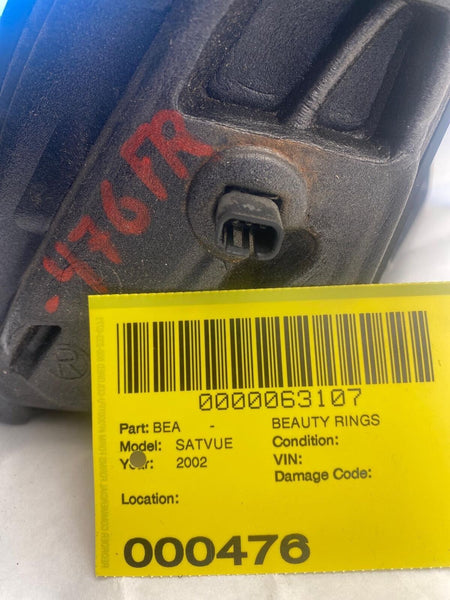 .476FR
0000063107
Part: BEA - BEAUTY RINGS
Model: SATVUE Condition:
Year: 2002 VIN:
Damage Code:
Location:
000476